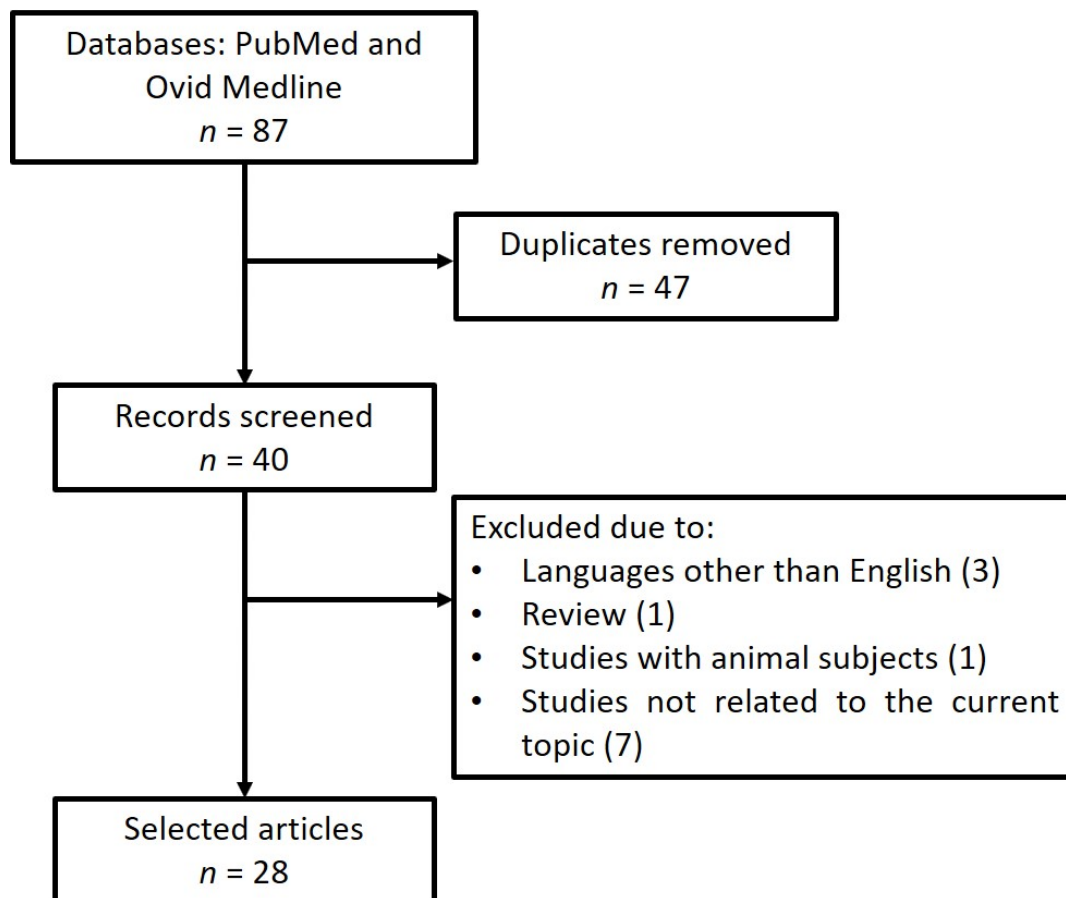 Databases: PubMed and
Ovid Medline
n = 87
Duplicates removed
n = 47
Records screened
n = 40
Excluded due to:
• Languages other than English (3)
• Review (1)
• Studies with animal subjects (1)
• Studies not related to the current
topic (7)
Selected articles
n = 28